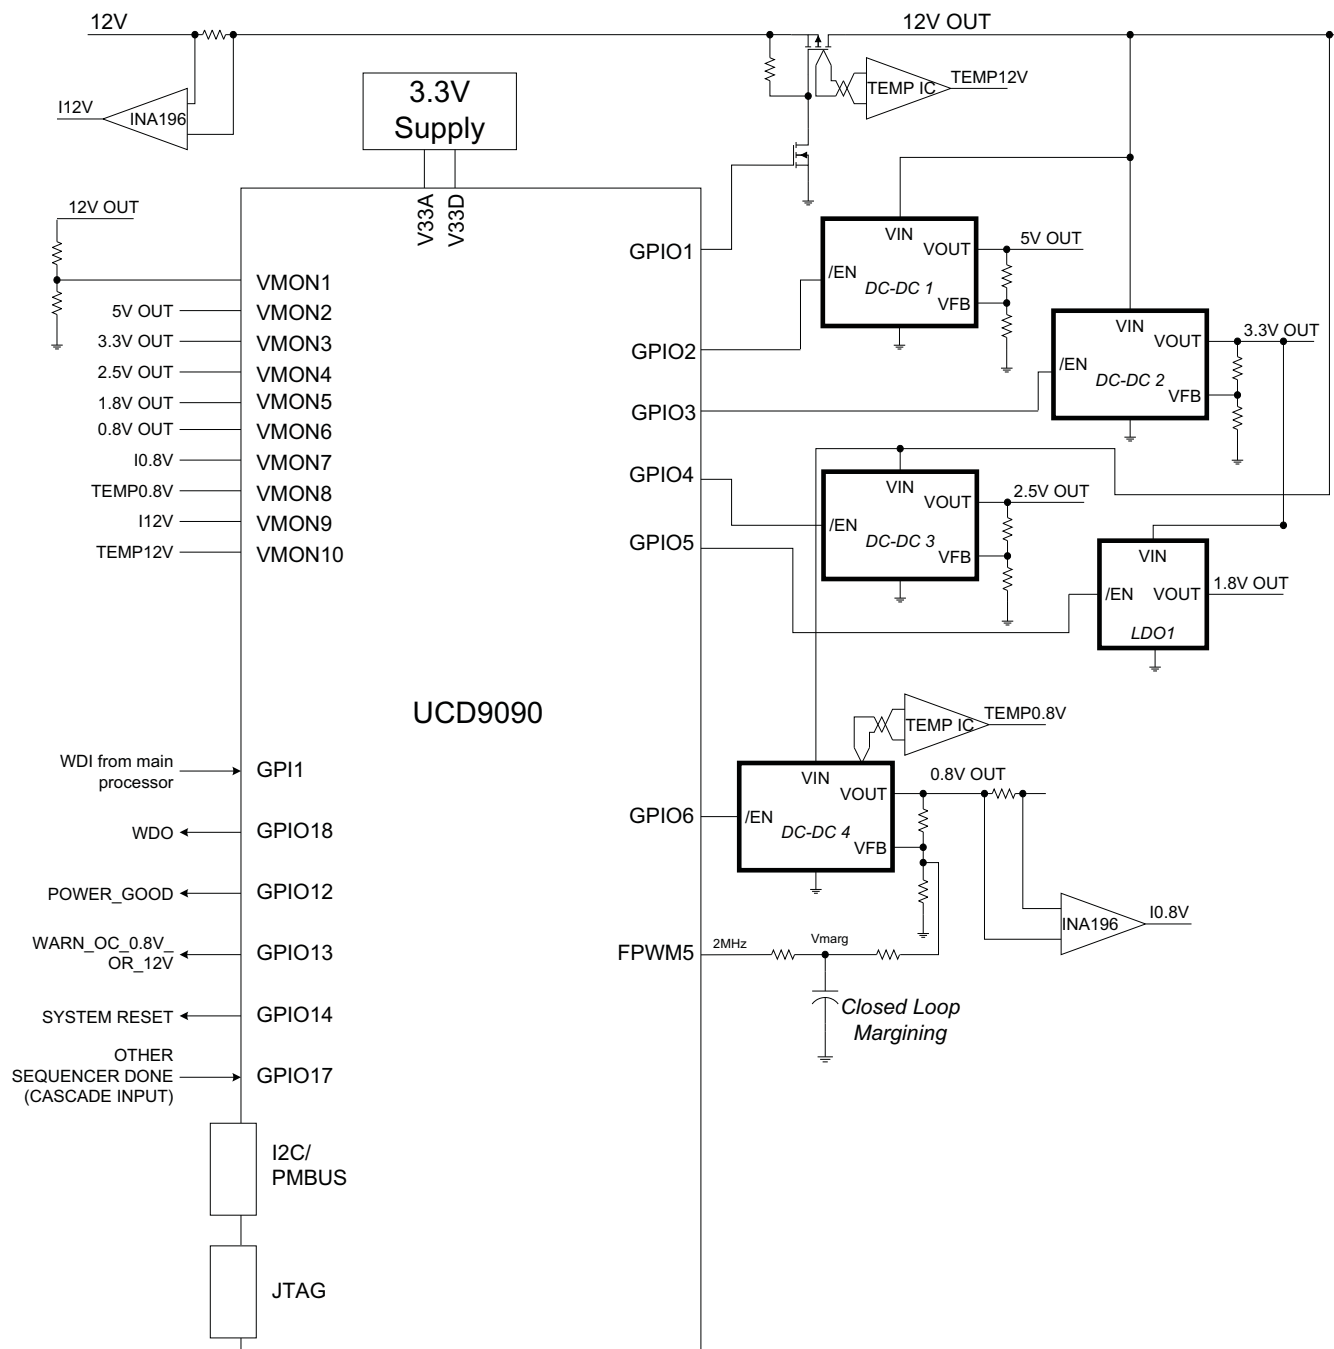 12V
12V OUT
I12V
INA196
3.3V
Supply
TEMP IC
TEMP12V
V33A
V33D
12V OUT
VMON1
5V OUT
VMON2
3.3V OUT
VMON3
2.5V OUT
VMON4
1.8V OUT
VMON5
0.8V OUT
VMON6
I0.8V
VMON7
TEMP0.8V
VMON8
I12V
VMON9
TEMP12V
VMON10
GPIO1
GPIO2
GPIO3
GPIO4
GPIO5
VIN
VOUT
5V OUT
/EN
DC-DC 1
VFB
VIN
VOUT
3.3V OUT
/EN
DC-DC 2
VFB
VIN
VOUT
2.5V OUT
/EN
DC-DC 3
VFB
VIN
/EN
VOUT
1.8V OUT
LDO1
UCD9090
TEMP IC
TEMP0.8V
WDI from main
processor
GPI1
WDO
GPIO18
POWER_GOOD
GPIO12
WARN_OC_0.8V_
OR_12V
GPIO13
SYSTEM RESET
GPIO14
OTHER
SEQUENCER DONE
(CASCADE INPUT)
GPIO17
GPIO6
VIN
VOUT
0.8V OUT
/EN
DC-DC 4
VFB
INA196
I0.8V
FPWM5
2MHz
Vmarg
Closed Loop
Margining
I2C/
PMBUS
JTAG